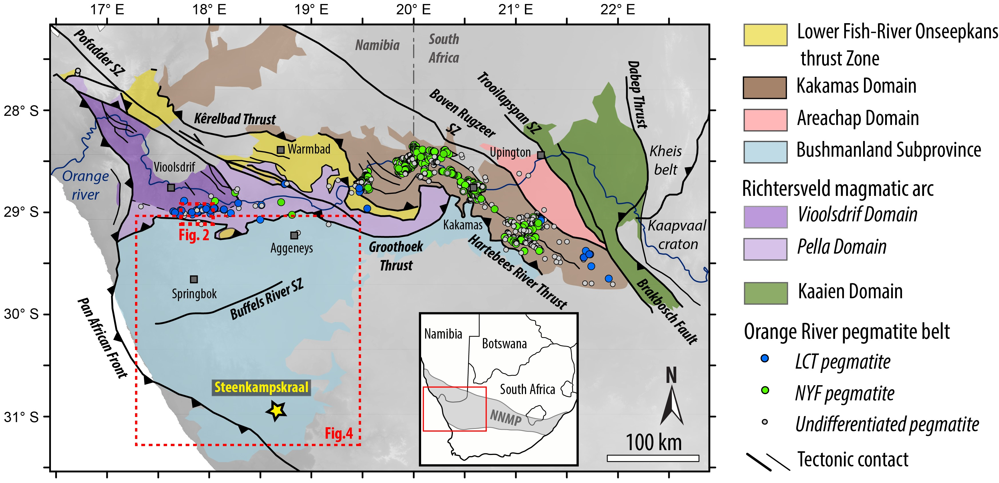 17° E
18° E
19° E
20° E
21° E
22° E
28° S
29° S
30° S
31° S
Pofadder SZ
Namibia
South
Africa
Trooilapspan SZ
Dabep Thrust
Boven Rugzeer
SZ
Kêrelbad Thrust
Warmbad
Upington
Kheis
belt
Vioolsdrif
Orange
river
Kakamas
Kaapvaal
craton
Fig. 2
Aggeneys
Groothoek
Thrust
Hartebees River Thrust
Springbok
Buffels River SZ
Brakbosch Fault
Pan African Front
Steenkampskraal
Fig.4
Namibia
Botswana
South Africa
NNMP
N
100 km
Lower Fish-River Onseepkans
thrust Zone
Kakamas Domain
Areachap Domain
Bushmanland Subprovince
Richtersveld magmatic arc
Vioolsdrif Domain
Pella Domain
Kaaien Domain
Orange River pegmatite belt
LCT pegmatite
NYF pegmatite
Undifferentiated pegmatite
Tectonic contact